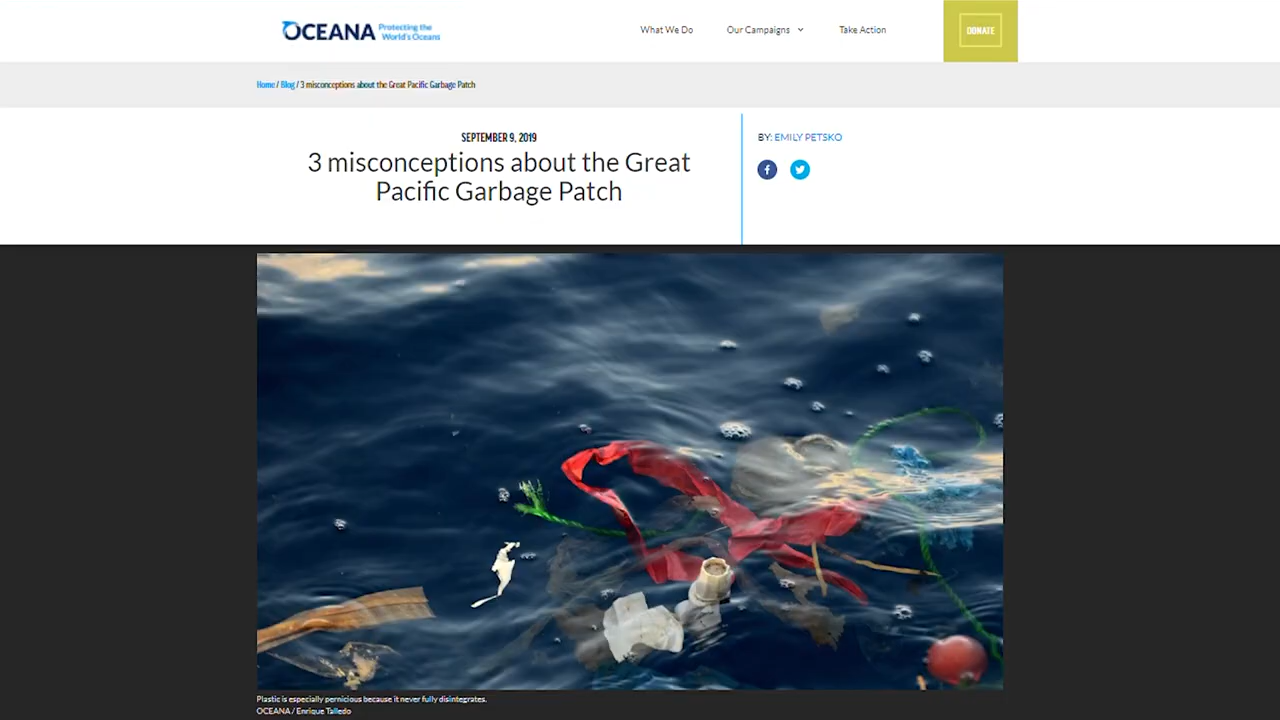 OCEANA Protecting the
World's Oceans
What We Do
Our Campaigns
Take Action
DONATE
Home / Blog / 3 misconceptions about the Great Pacific Garbage Patch
SEPTEMBER 9, 2019
3 misconceptions about the Great
Pacific Garbage Patch
BY: EMILY PETSKO
Plastic is especially pernicious because it never fully disintegrates.
OCEANA / Enrique Talledo